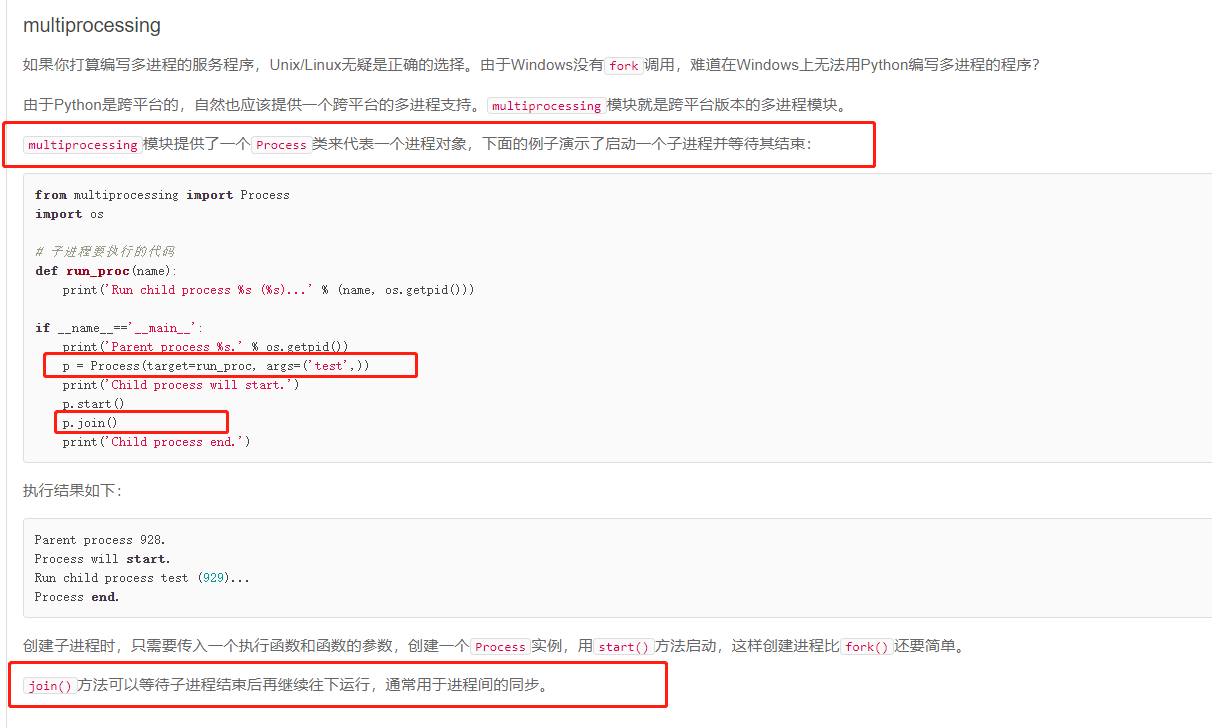 multiprocessing
如果你打算编写多进程的服务程序，Unix/Linux无疑是正确的选择。由于Windows没有fork调用，难道在Windows上无法用Python编写多进程的程序？
由于Python是跨平台的，自然也应该提供一个跨平台的多进程支持。multiprocessing模块就是跨平台版本的多进程模块。
multiprocessing模块提供了一个Process类来代表一个进程对象，下面的例子演示了启动一个子进程并等待其结束：
from multiprocessing import Process
import os
# 子进程要执行的代码
def run_proc(name):
    print('Run child process %s (%s)...' % (name, os.getpid()))
if __name__=='__main__':
    print('Parent process %s.' % os.getpid())
    p = Process(target=run_proc, args=('test',))
    print('Child process will start.')
    p.start()
    p.join()
    print('Child process end.')
执行结果如下：
Parent process 928.
Process will start.
Run child process test (929)...
Process end.
创建子进程时，只需要传入一个执行函数和函数的参数，创建一个Process实例，用start()方法启动，这样创建进程比fork()还要简单。
join()方法可以等待子进程结束后再继续往下运行，通常用于进程间的同步。